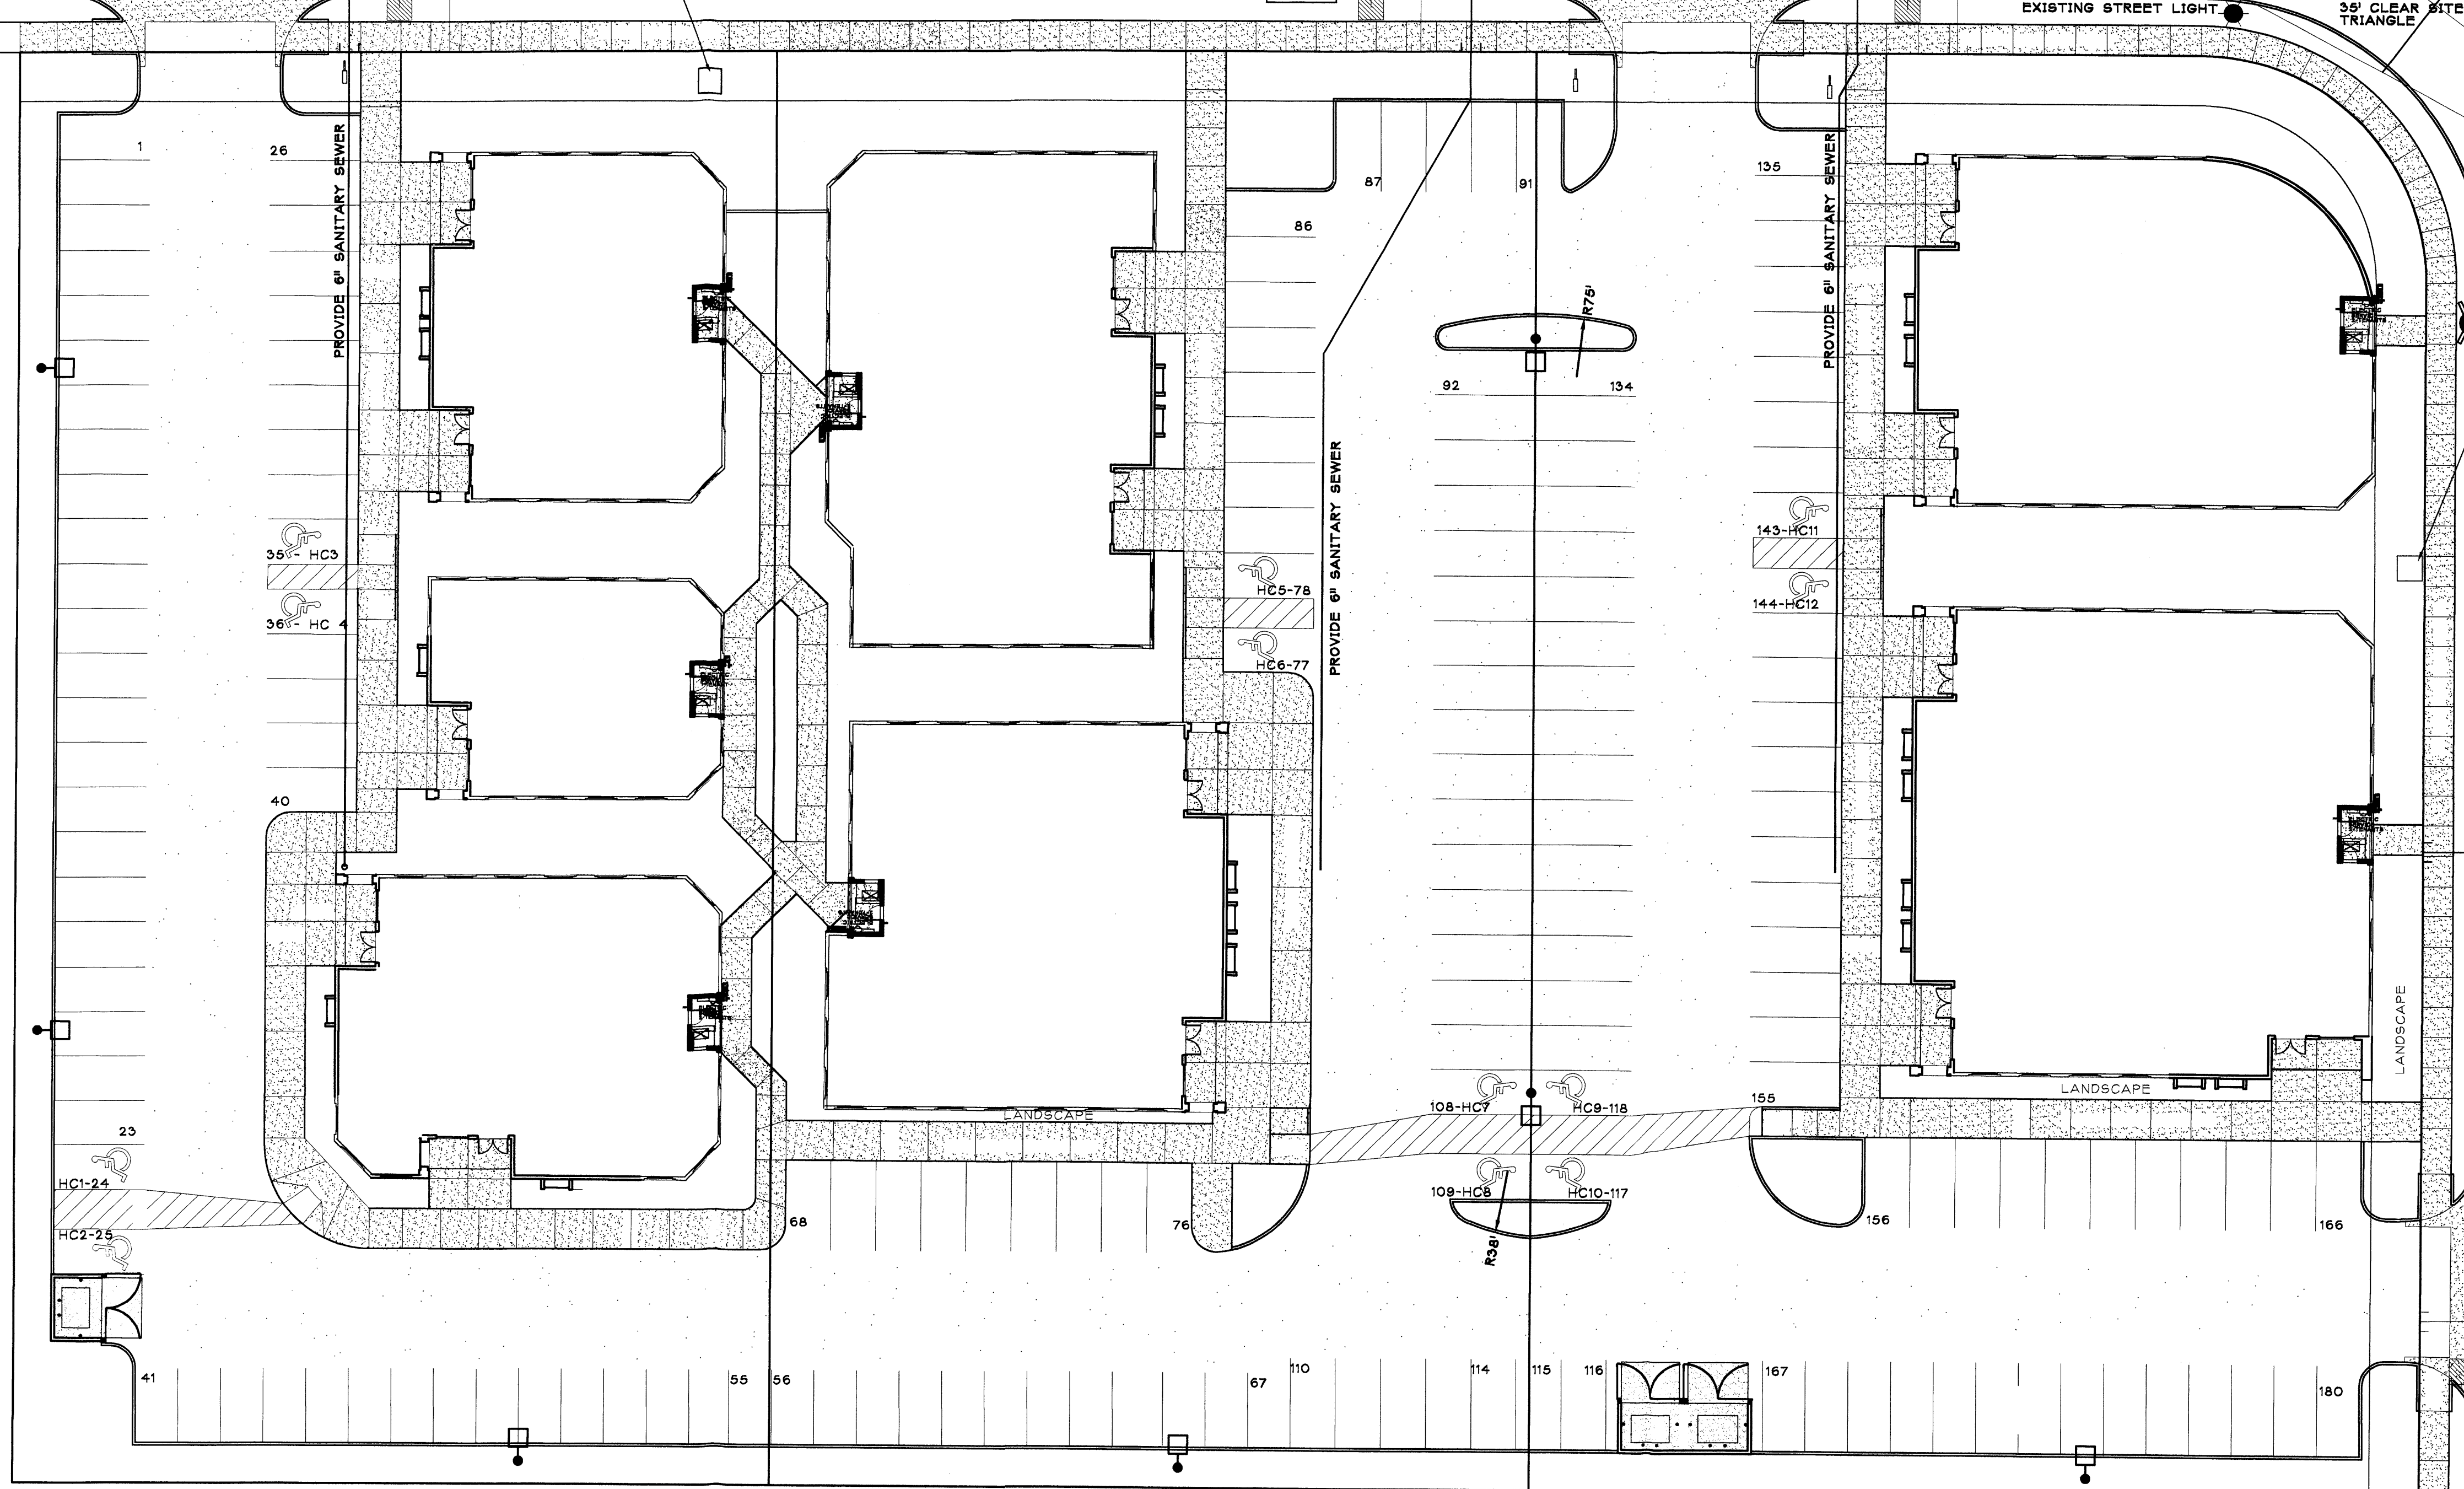 EXISTING STREET LIGHT
35' CLEAR SITE
TRIANGLE
1
26
PROVIDE 6" SANITARY SEWER
87
91
135
PROVIDE 6" SANITARY SEWER
86
R75'
92
134
PROVIDE 6" SANITARY SEWER
35 - HC3
143-HC11
HC5-78
36 - HC 4
144-HC12
HC6-77
40
LANDSCAPE
LANDSCAPE
LANDSCAPE
155
108-HC7
HC9-118
23
HC1-24
109-HC8
HC10-117
HC2-25
68
76
156
166
R38'
41
55
56
67
110
114
115
116
167
180